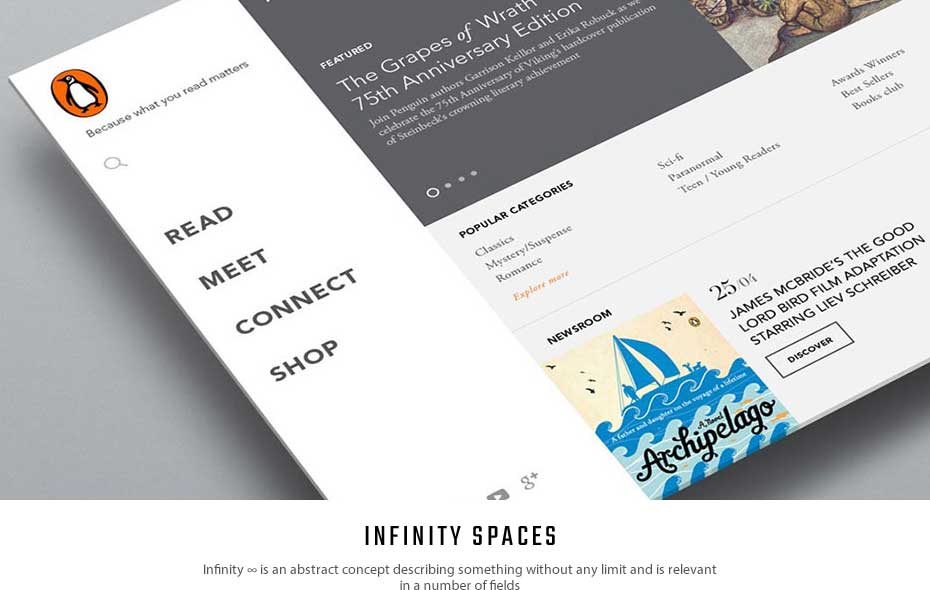 Because what you read matters
READ
MEET
CONNECT
SHOP
g+
FEATURED
The Grapes of Wrath
75th Anniversary Edition
Join Penguin authors Garrison Keillor and Erika Robuck as we
celebrate the 75th Anniversary of Viking's hardcover publication
of Steinbeck's crowning literary achievement
POPULAR CATEGORIES
Classics
Mystery/Suspense
Romance
Explore more
Sci-fi
Paranormal
Teen / Young Readers
Awards Winners
Best Sellers
Books club
NEWSROOM
A father and daughter on the voyage of a lifetime
A Novel
Archipelago
25/04
JAMES MCBRIDE'S THE GOOD
LORD BIRD FILM ADAPTATION
STARRING LIEV SCHREIBER
DISCOVER
INFINITY SPACES
Infinity ∞ is an abstract concept describing something without any limit and is relevant
in a number of fields